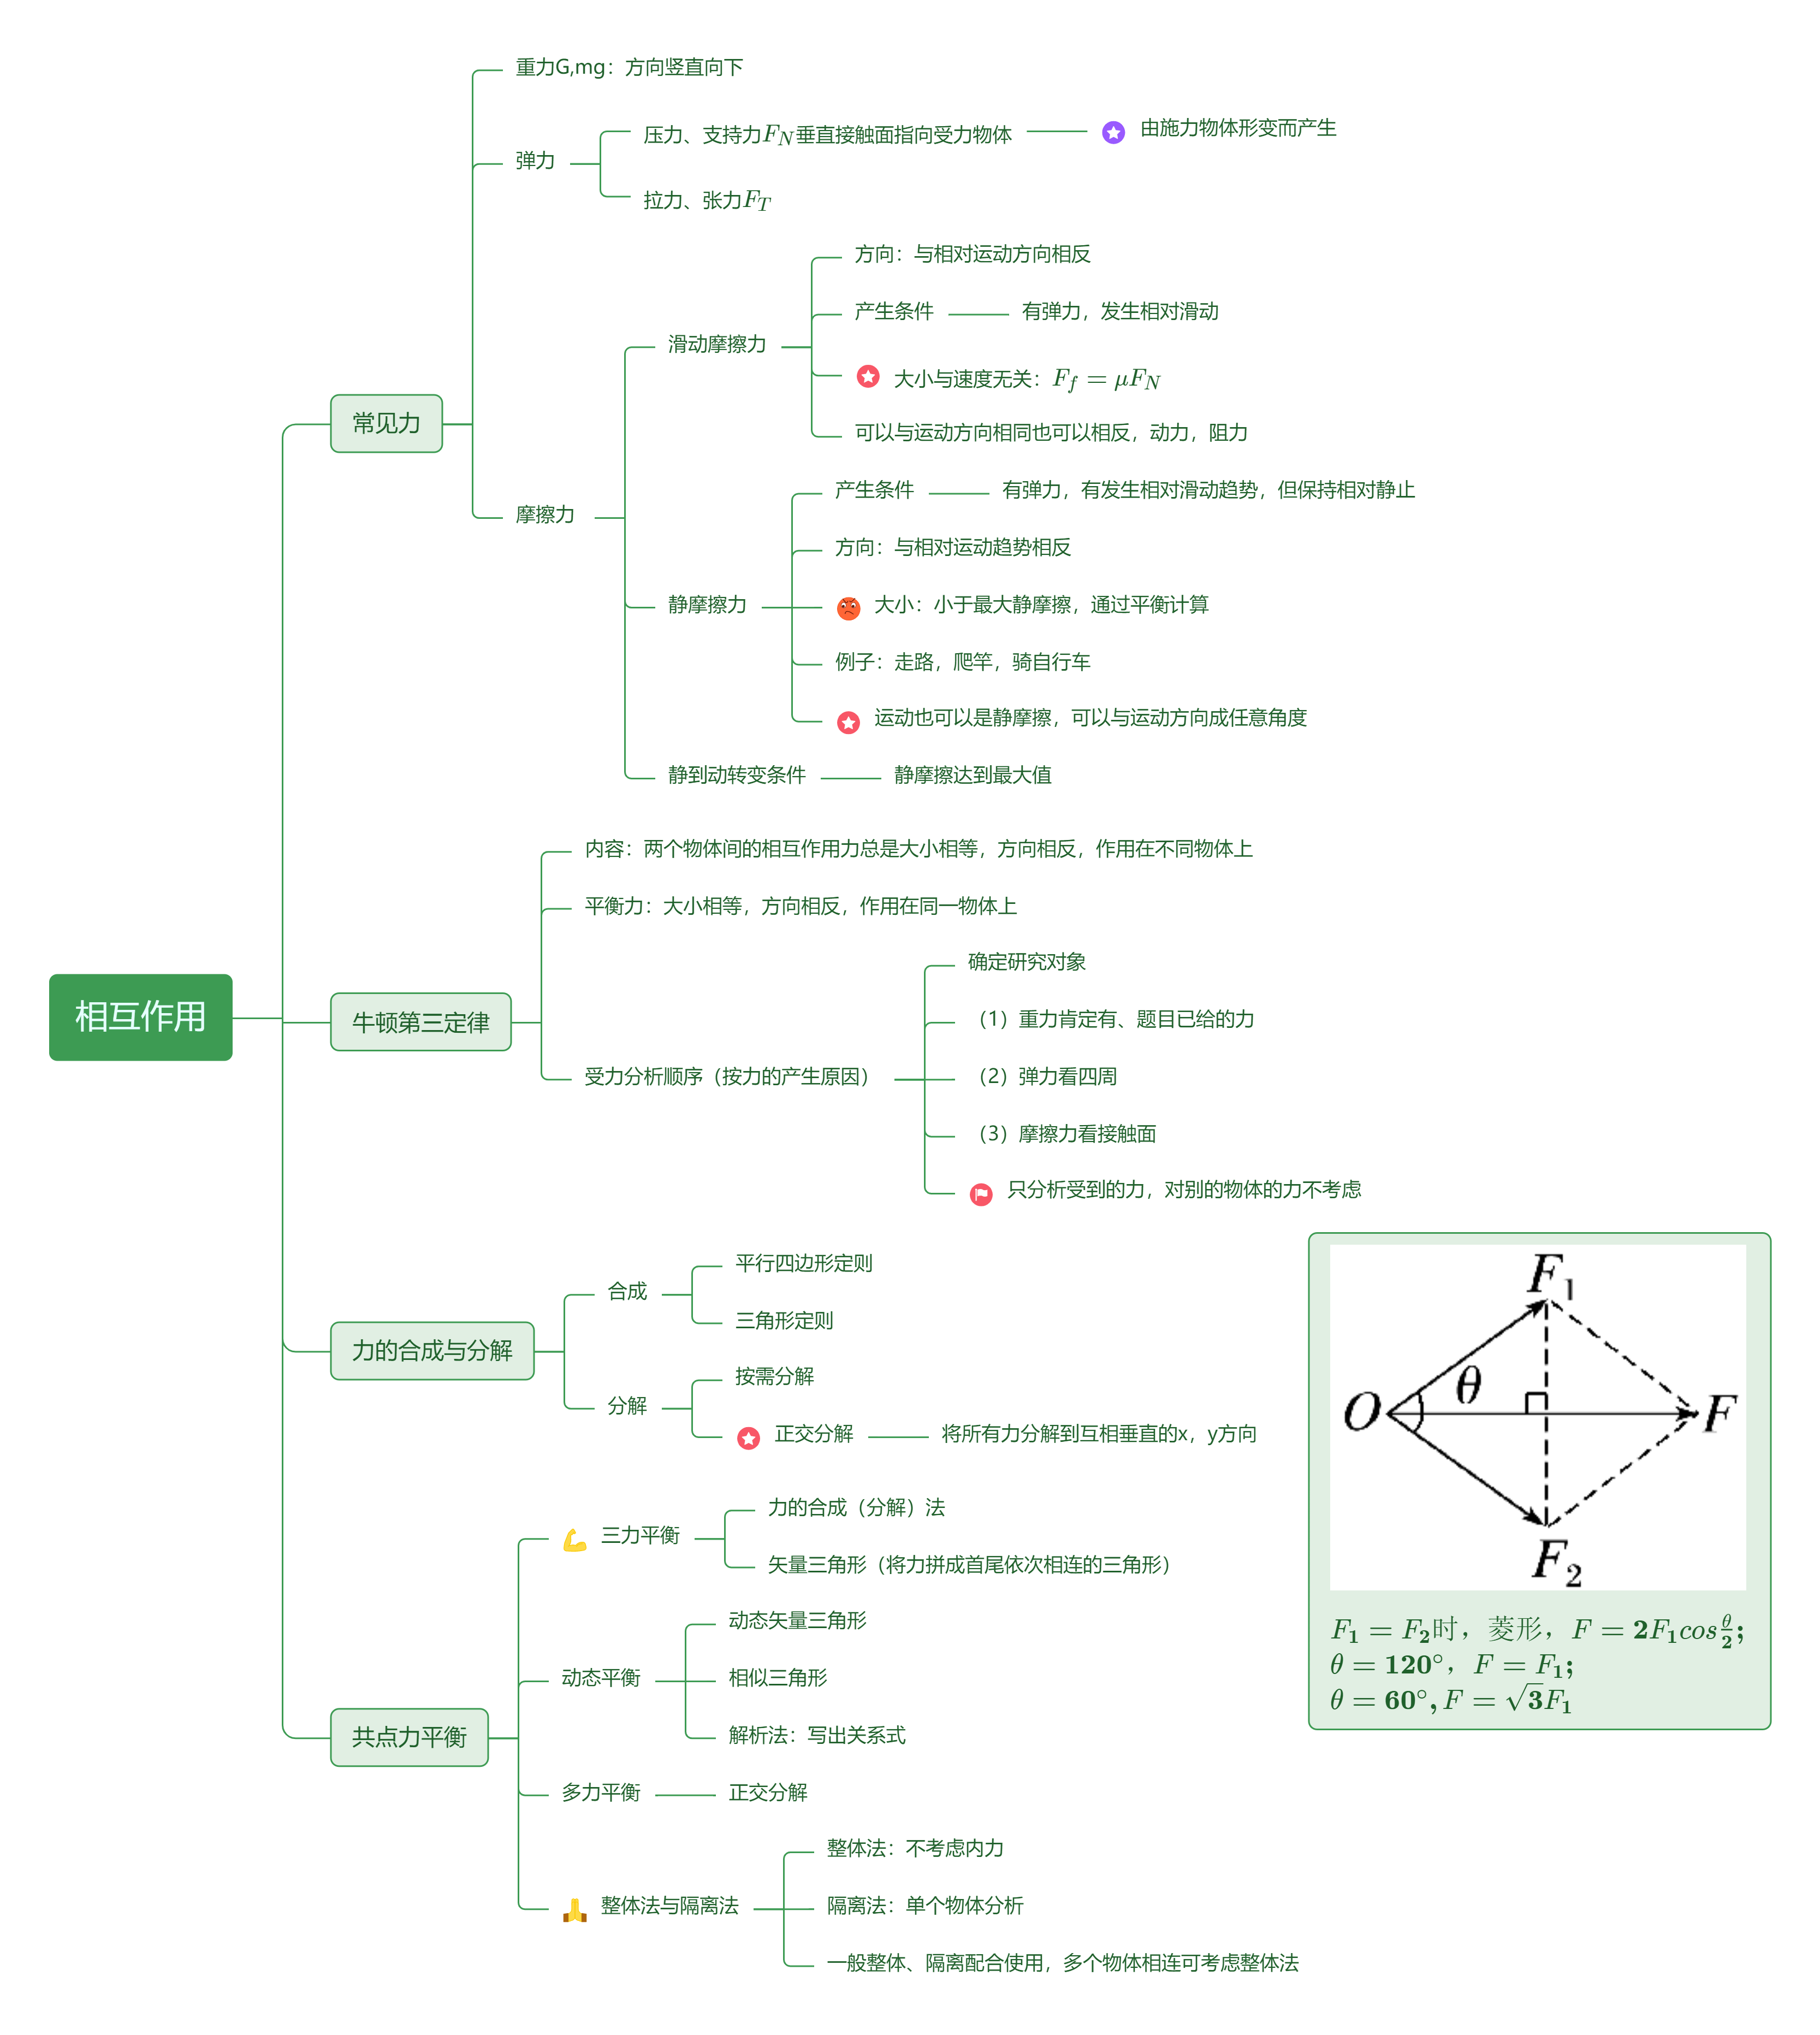 相互作用
常见力
重力G,mg：方向竖直向下
弹力
压力、支持力F_N垂直接触面指向受力物体
由施力物体形变而产生
拉力、张力F_T
摩擦力
滑动摩擦力
方向：与相对运动方向相反
产生条件
有弹力，发生相对滑动
大小与速度无关：F_f = μF_N
可以与运动方向相同也可以相反，动力，阻力
静摩擦力
产生条件
有弹力，有发生相对滑动趋势，但保持相对静止
方向：与相对运动趋势相反
大小：小于最大静摩擦，通过平衡计算
例子：走路，爬竿，骑自行车
运动也可以是静摩擦，可以与运动方向成任意角度
静到动转变条件
静摩擦达到最大值
牛顿第三定律
内容：两个物体间的相互作用力总是大小相等，方向相反，作用在不同物体上
平衡力：大小相等，方向相反，作用在同一物体上
受力分析顺序（按力的产生原因）
确定研究对象
（1）重力肯定有、题目已给的力
（2）弹力看四周
（3）摩擦力看接触面
只分析受到的力，对别的物体的力不考虑
力的合成与分解
合成
平行四边形定则
三角形定则
分解
按需分解
正交分解
将所有力分解到互相垂直的x，y方向
共点力平衡
三力平衡
力的合成（分解）法
矢量三角形（将力拼成首尾依次相连的三角形）
动态平衡
动态矢量三角形
相似三角形
解析法：写出关系式
多力平衡
正交分解
整体法与隔离法
整体法：不考虑内力
隔离法：单个物体分析
一般整体、隔离配合使用，多个物体相连可考虑整体法
F_1
θ
O
F
F_2
F_1 = F_2时，菱形，F = 2F_1cos\frac{θ}{2};
θ = 120°，F = F_1;
θ = 60°, F = √3F_1